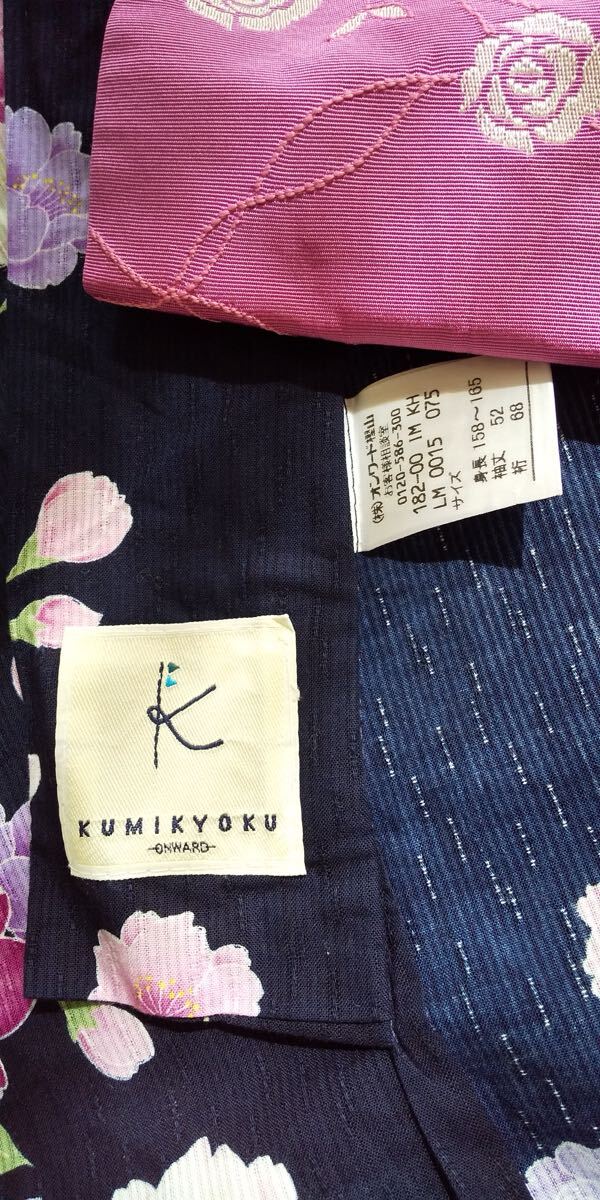 (株)オンワード樫山
お客様相談室
0120-586-300
182-00 1M KH
LM 0015 075
サイズ
身長 158〜165
袖丈 52
裄 68
K
KUMIKYOKU
ONWARD